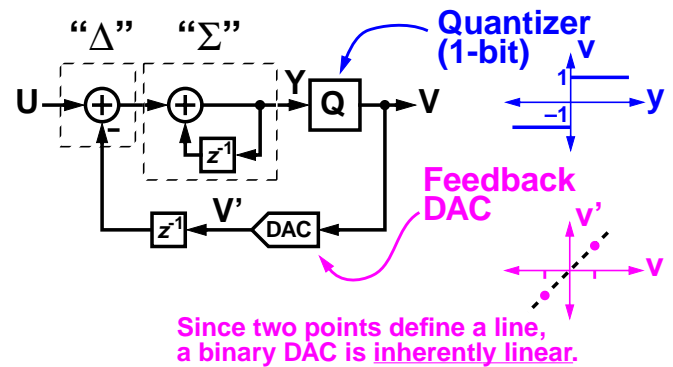 “Δ” “Σ”
Quantizer
(1-bit)
v
1
−1
y
U + + Y Q V
−
z-1
Feedback
DAC
V’
z-1 DAC
v’
v
Since two points define a line,
a binary DAC is inherently linear.